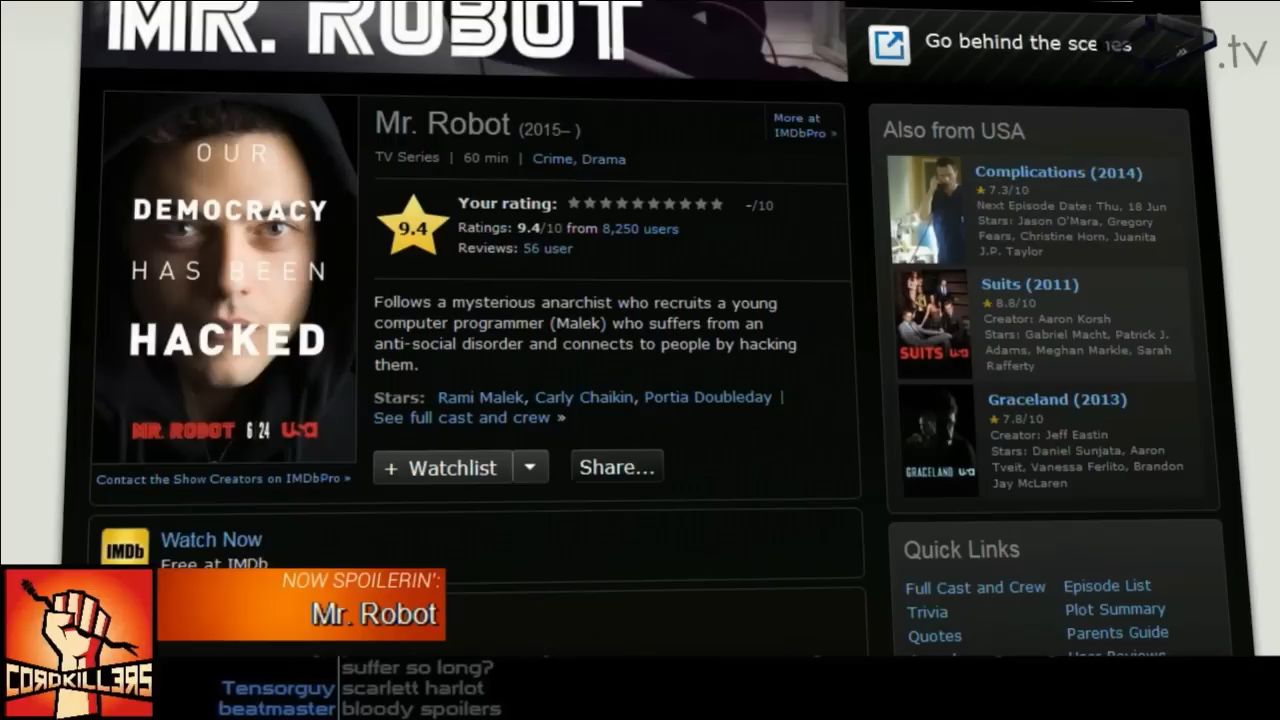 MR. ROBOT
Go behind the scenes »
.tv
OUR
DEMOCRACY
HAS BEEN
HACKED
MR. ROBOT 6 24 USA
Contact the Show Creators on IMDbPro »
Mr. Robot (2015– )
More at
IMDbPro »
TV Series | 60 min | Crime, Drama
9.4
Your rating: -/10
Ratings: 9.4/10 from 8,250 users
Reviews: 56 user
Follows a mysterious anarchist who recruits a young
computer programmer (Malek) who suffers from an
anti-social disorder and connects to people by hacking
them.
Stars: Rami Malek, Carly Chaikin, Portia Doubleday |
See full cast and crew »
+ Watchlist
Share...
IMDb
Watch Now
Free at IMDb
Also from USA
Complications (2014)
7.3/10
Next Episode Date: Thu, 18 Jun
Stars: Jason O'Mara, Gregory
Fears, Christine Horn, Juanita
J.P. Taylor
SUITS USA
Suits (2011)
8.8/10
Creator: Aaron Korsh
Stars: Gabriel Macht, Patrick J.
Adams, Meghan Markle, Sarah
Rafferty
GRACELAND USA
Graceland (2013)
7.8/10
Creator: Jeff Eastin
Stars: Daniel Sunjata, Aaron
Tveit, Vanessa Ferlito, Brandon
Jay McLaren
Quick Links
Full Cast and Crew
Episode List
Trivia
Plot Summary
Quotes
Parents Guide
User Reviews
NOW SPOILERIN':
Mr. Robot
CORDKILLERS
suffer so long?
Tensorguy scarlett harlot
beatmaster bloody spoilers